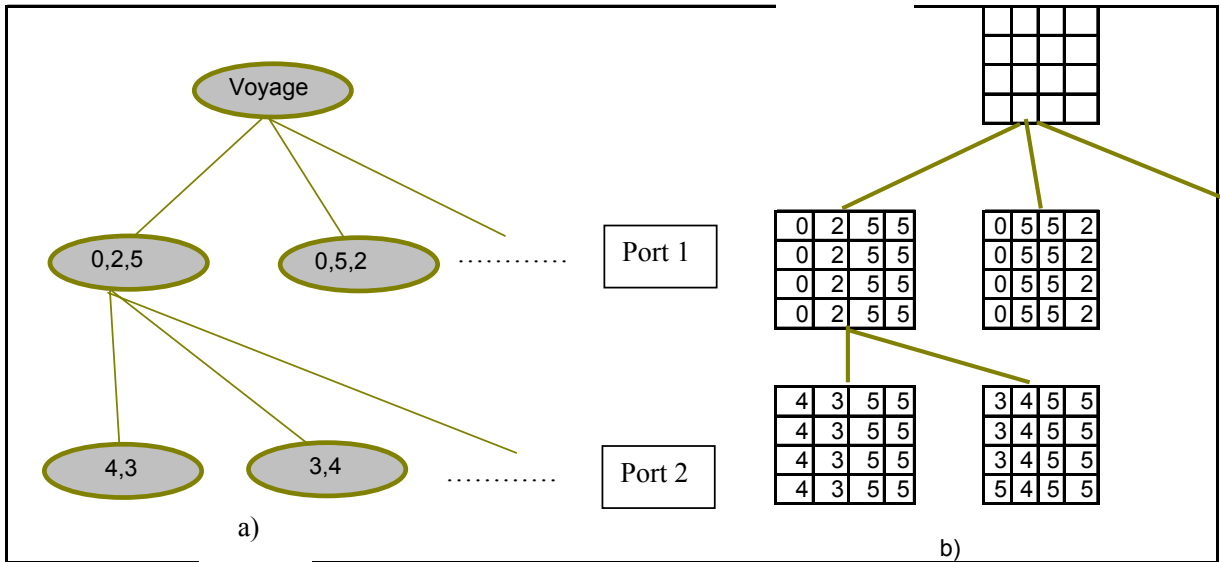 Voyage
0,2,5
0,5,2
.............
Port 1
4,3
3,4
............
Port 2
a)
0 2 5 5
0 2 5 5
0 2 5 5
0 2 5 5
0 5 5 2
0 5 5 2
0 5 5 2
0 5 5 2
4 3 5 5
4 3 5 5
4 3 5 5
4 3 5 5
3 4 5 5
3 4 5 5
3 4 5 5
5 4 5 5
b)